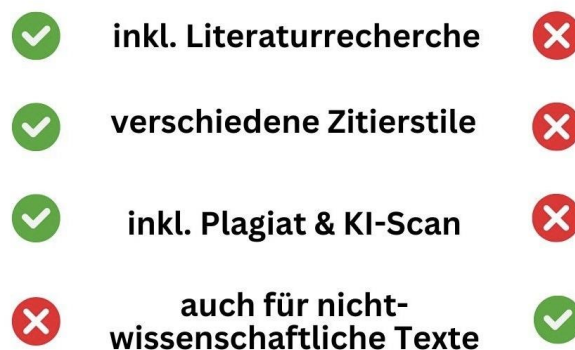 inkl. Literaturrecherche
verschiedene Zitierstile
inkl. Plagiat & KI-Scan
auch für nicht-
wissenschaftliche Texte